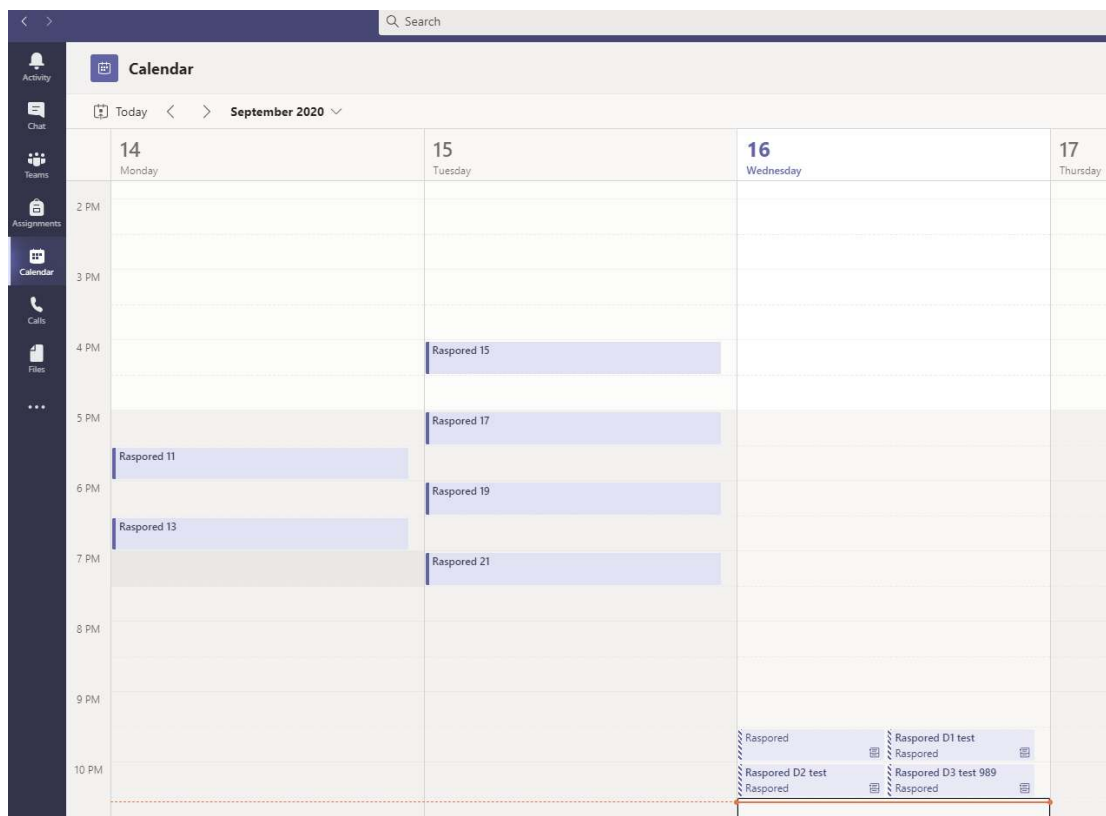 Search
Activity
Chat
Teams
Assignments
Calendar
Calls
Files
Calendar
Today
September 2020
14
Monday
15
Tuesday
16
Wednesday
17
Thursday
2 PM
3 PM
4 PM
5 PM
6 PM
7 PM
8 PM
9 PM
10 PM
Raspored 11
Raspored 13
Raspored 15
Raspored 17
Raspored 19
Raspored 21
Raspored
Raspored D1 test
Raspored
Raspored D2 test
Raspored
Raspored D3 test 989
Raspored